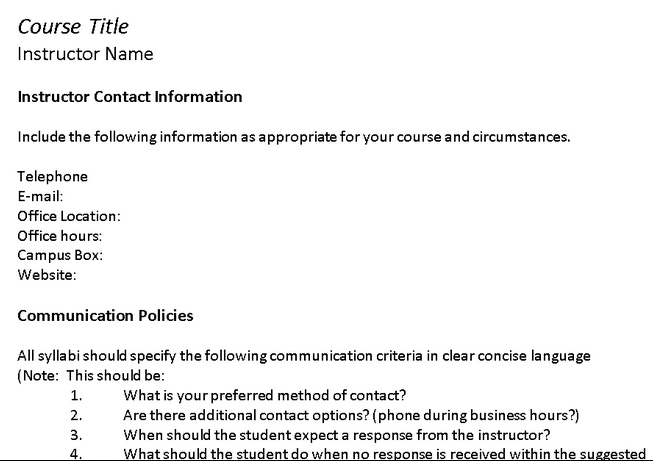 Course Title
Instructor Name
Instructor Contact Information
Include the following information as appropriate for your course and circumstances.
Telephone
E-mail:
Office Location:
Office hours:
Campus Box:
Website:
Communication Policies
All syllabi should specify the following communication criteria in clear concise language
(Note:  This should be:
1. What is your preferred method of contact?
2. Are there additional contact options? (phone during business hours?)
3. When should the student expect a response from the instructor?
4. What should the student do when no response is received within the suggested